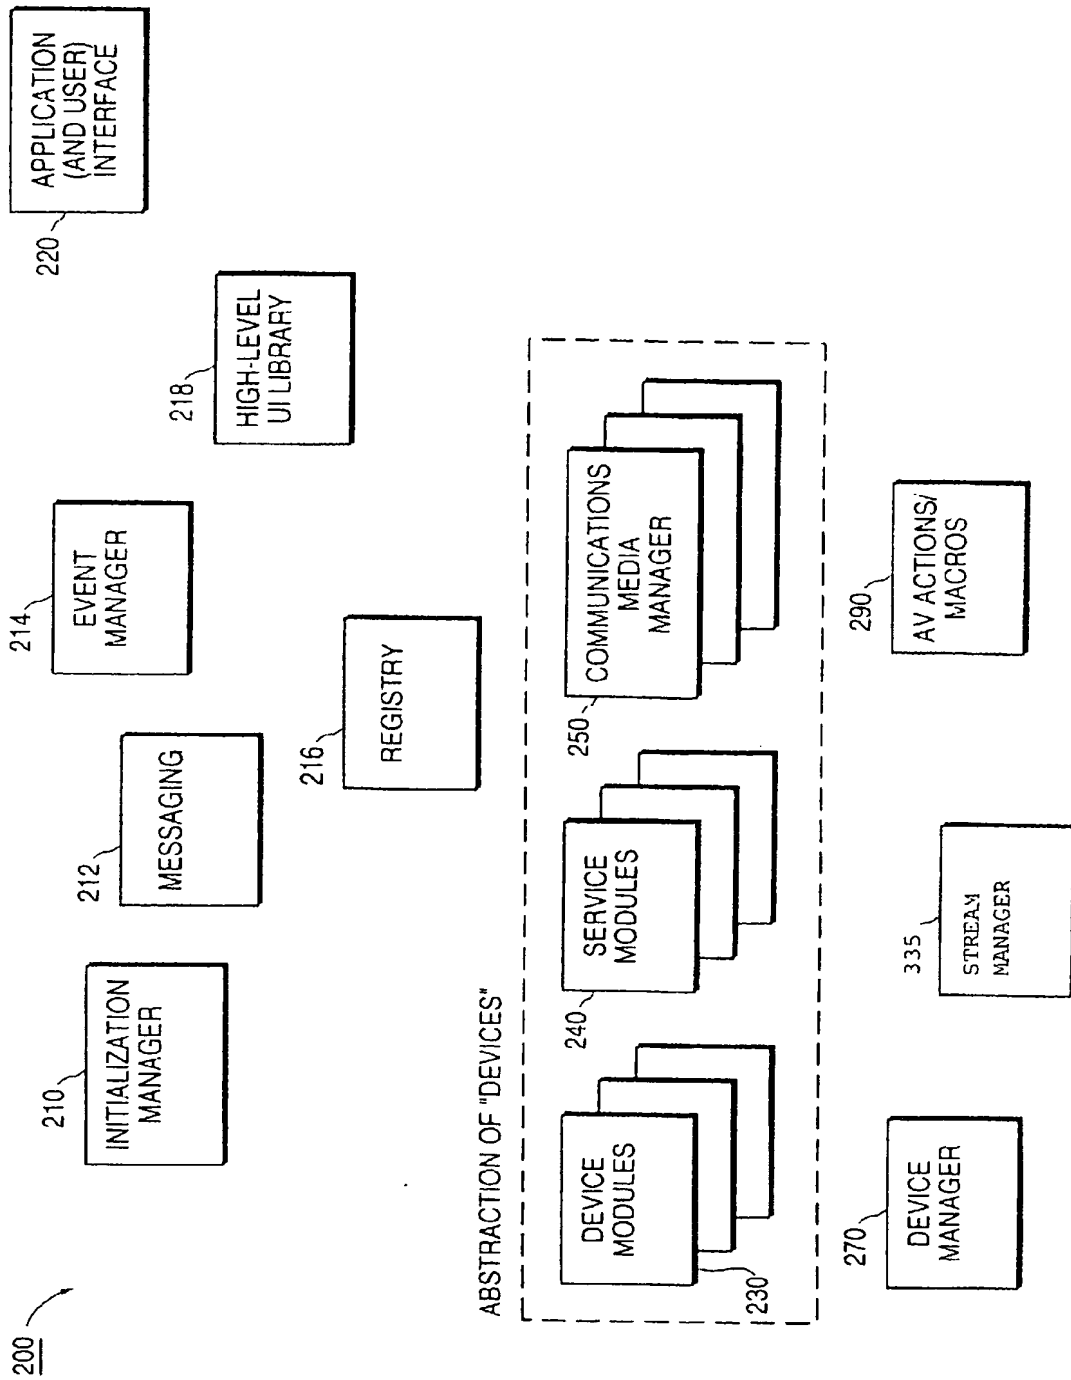 200
210
INITIALIZATION
MANAGER
212
MESSAGING
214
EVENT
MANAGER
216
REGISTRY
218
HIGH-LEVEL
UI LIBRARY
220
APPLICATION
(AND USER)
INTERFACE
ABSTRACTION OF "DEVICES"
DEVICE
MODULES
230
240
SERVICE
MODULES
250
COMMUNICATIONS
MEDIA
MANAGER
270
DEVICE
MANAGER
335
STREAM
MANAGER
290
AV ACTIONS/
MACROS